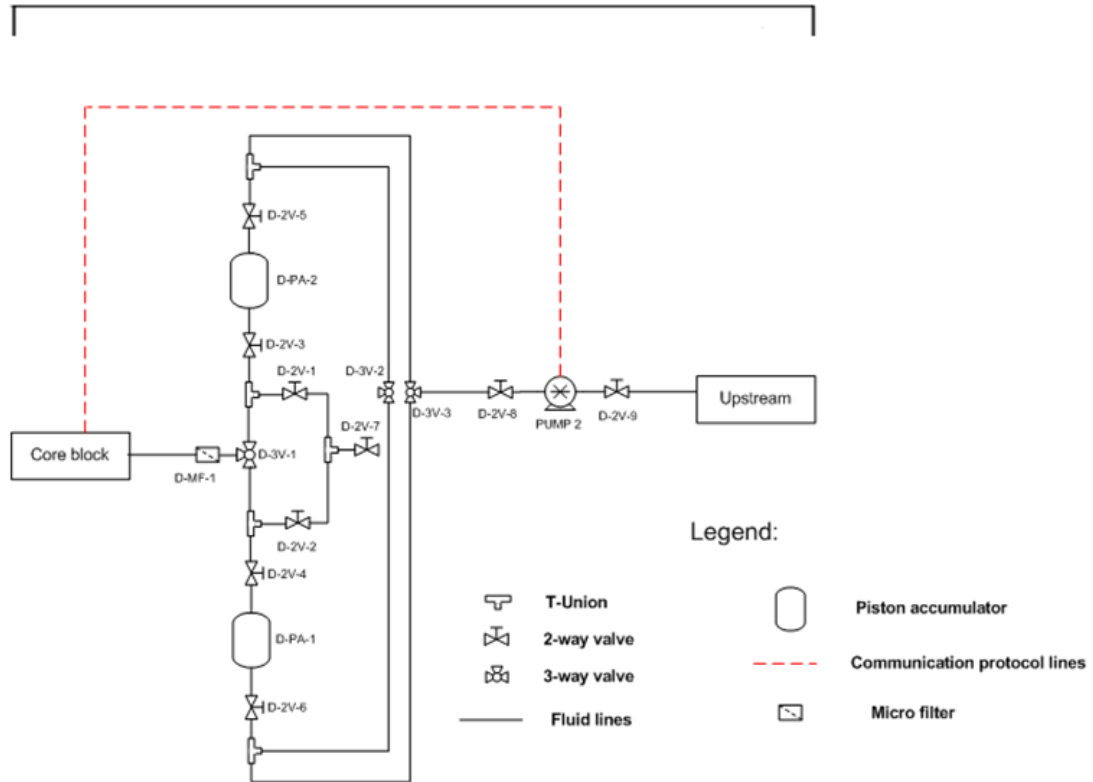 D-2V-5
D-PA-2
D-2V-3
D-2V-1
D-3V-2
D-2V-7
D-3V-3
D-2V-8
PUMP 2
D-2V-9
Upstream
Core block
D-MF-1
D-3V-1
D-2V-2
D-2V-4
D-PA-1
D-2V-6
Legend:
T-Union
2-way valve
3-way valve
Fluid lines
Piston accumulator
Communication protocol lines
Micro filter